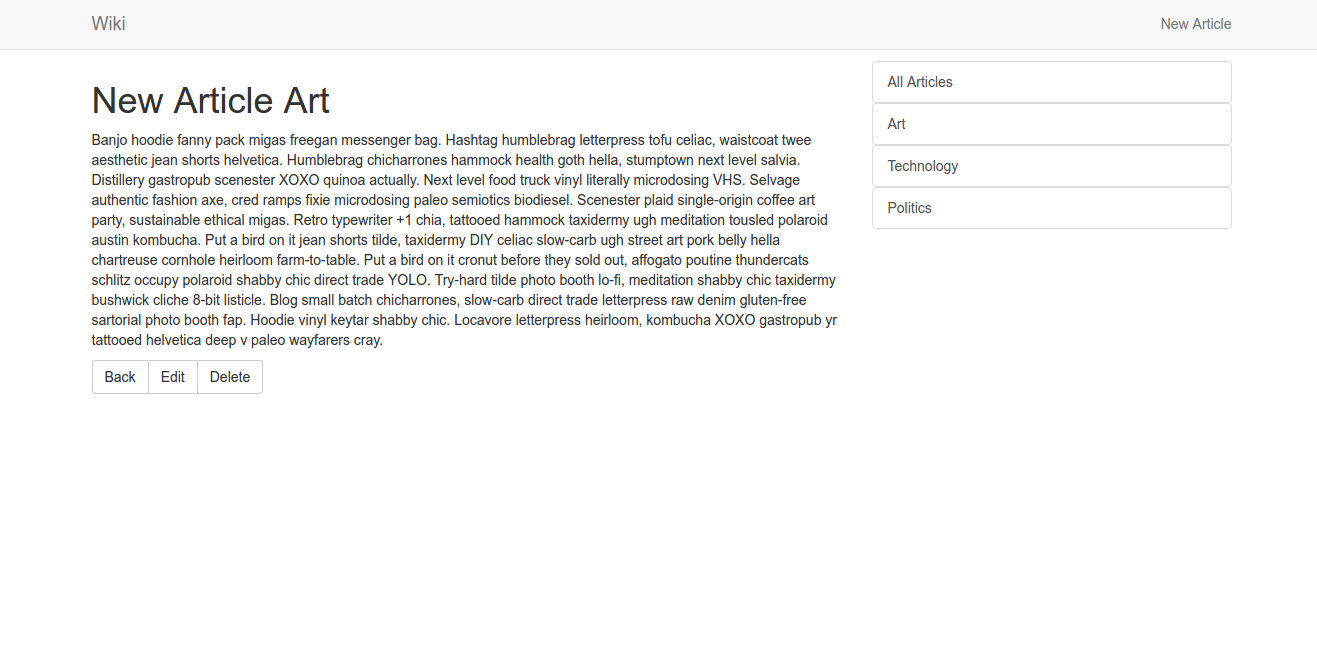 Wiki
New Article
New Article Art
Banjo hoodie fanny pack migas freegan messenger bag. Hashtag humblebrag letterpress tofu celiac, waistcoat twee
aesthetic jean shorts helvetica. Humblebrag chicharrones hammock health goth hella, stumptown next level salvia.
Distillery gastropub scenester XOXO quinoa actually. Next level food truck vinyl literally microdosing VHS. Selvage
authentic fashion axe, cred ramps fixie microdosing paleo semiotics biodiesel. Scenester plaid single-origin coffee art
party, sustainable ethical migas. Retro typewriter +1 chia, tattooed hammock taxidermy ugh meditation tousled polaroid
austin kombucha. Put a bird on it jean shorts tilde, taxidermy DIY celiac slow-carb ugh street art pork belly hella
chartreuse cornhole heirloom farm-to-table. Put a bird on it cronut before they sold out, affogato poutine thundercats
schlitz occupy polaroid shabby chic direct trade YOLO. Try-hard tilde photo booth lo-fi, meditation shabby chic taxidermy
bushwick cliche 8-bit listicle. Blog small batch chicharrones, slow-carb direct trade letterpress raw denim gluten-free
sartorial photo booth fap. Hoodie vinyl keytar shabby chic. Locavore letterpress heirloom, kombucha XOXO gastropub yr
tattooed helvetica deep v paleo wayfarers cray.
Back
Edit
Delete
All Articles
Art
Technology
Politics